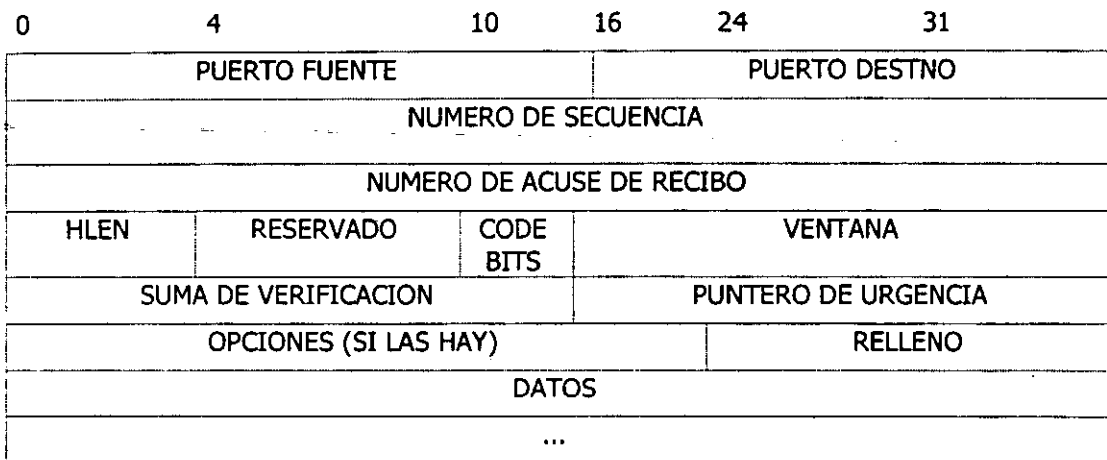 0 4 10 16 24 31
PUERTO FUENTE PUERTO DESTNO
NUMERO DE SECUENCIA
NUMERO DE ACUSE DE RECIBO
HLEN RESERVADO CODE VENTANA
BITS
SUMA DE VERIFICACION PUNTERO DE URGENCIA
OPCIONES (SI LAS HAY) RELLENO
DATOS
...